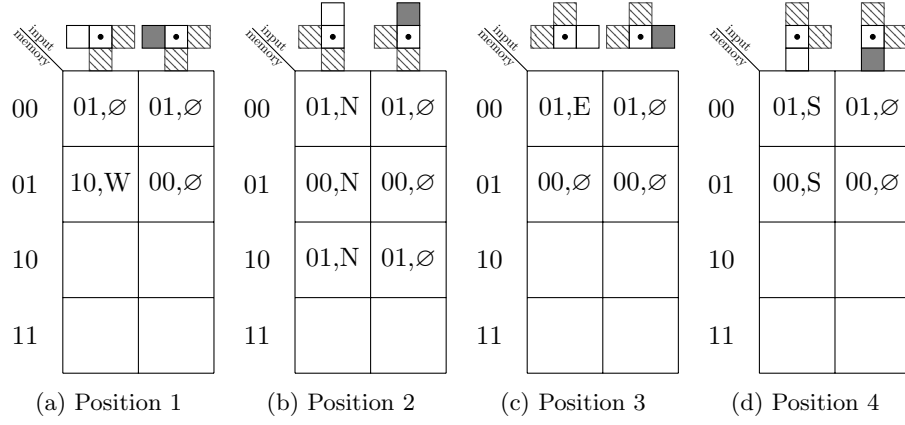 input memory input memory input memory input memory
00 01,∅ 01,∅ 00 01,N 01,∅ 00 01,E 01,∅ 00 01,S 01,∅
01 10,W 00,∅ 01 00,N 00,∅ 01 00,∅ 00,∅ 01 00,S 00,∅
10 10 01,N 01,∅ 10 10
11 11 11 11
(a) Position 1 (b) Position 2 (c) Position 3 (d) Position 4